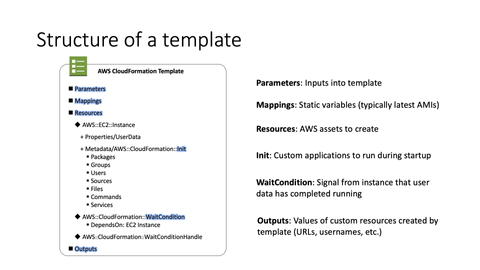 Structure of a template
AWS CloudFormation Template
■ Parameters
■ Mappings
■ Resources
◆ AWS::EC2::Instance
+ Properties/UserData
+ Metadata/AWS::CloudFormation::Init
▪ Packages
▪ Groups
▪ Users
▪ Sources
▪ Files
▪ Commands
▪ Services
◆ AWS::CloudFormation::WaitCondition
▪ DependsOn: EC2 Instance
◆ AWS::CloudFormation::WaitConditionHandle
■ Outputs
Parameters: Inputs into template
Mappings: Static variables (typically latest AMIs)
Resources: AWS assets to create
Init: Custom applications to run during startup
WaitCondition: Signal from instance that user
data has completed running
Outputs: Values of custom resources created by
template (URLs, usernames, etc.)